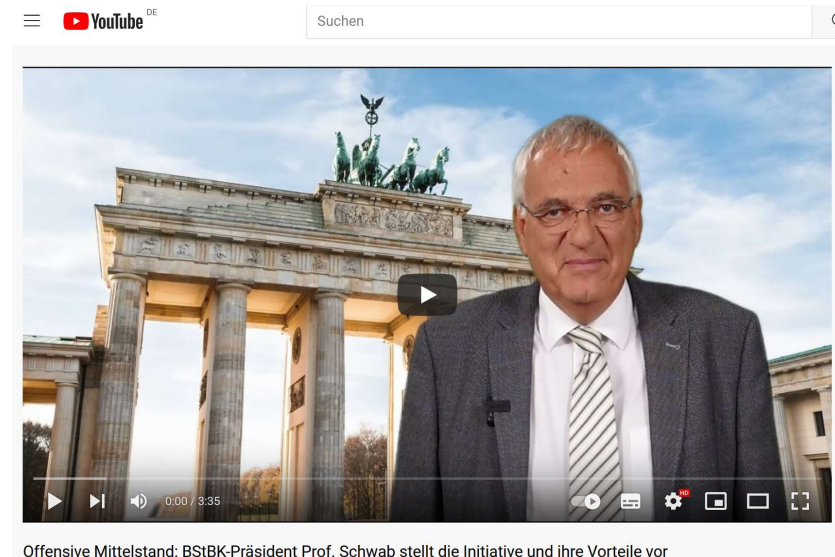 YouTube DE
Suchen
0:00 / 3:35
HD
Offensive Mittelstand: BStBK-Präsident Prof. Schwab stellt die Initiative und ihre Vorteile vor